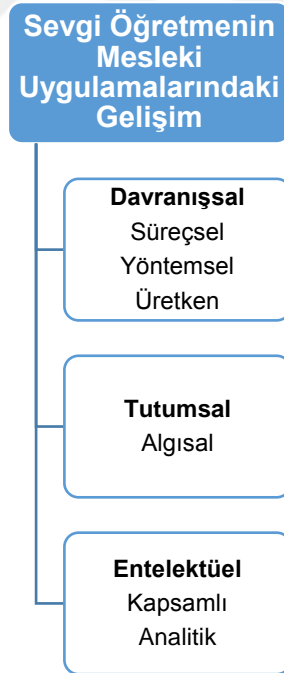 Sevgi Öğretmenin
Mesleki
Uygulamalarındaki
Gelişim
Davranışsal
Süreçsel
Yöntemsel
Üretken
Tutumsal
Algısal
Entelektüel
Kapsamlı
Analitik